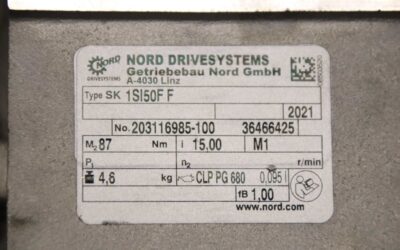 NORD DRIVESYSTEMS
Getriebebau Nord GmbH
A-4030 Linz
NORD
DRIVESYSTEMS
Type SK 1SI50F F
2021
No. 203116985-100 36466425
M2 87 Nm i 15,00 M1
P1 n2 r/min
4,6 kg CLP PG 680 0,095 l
fB 1,00
www.nord.com